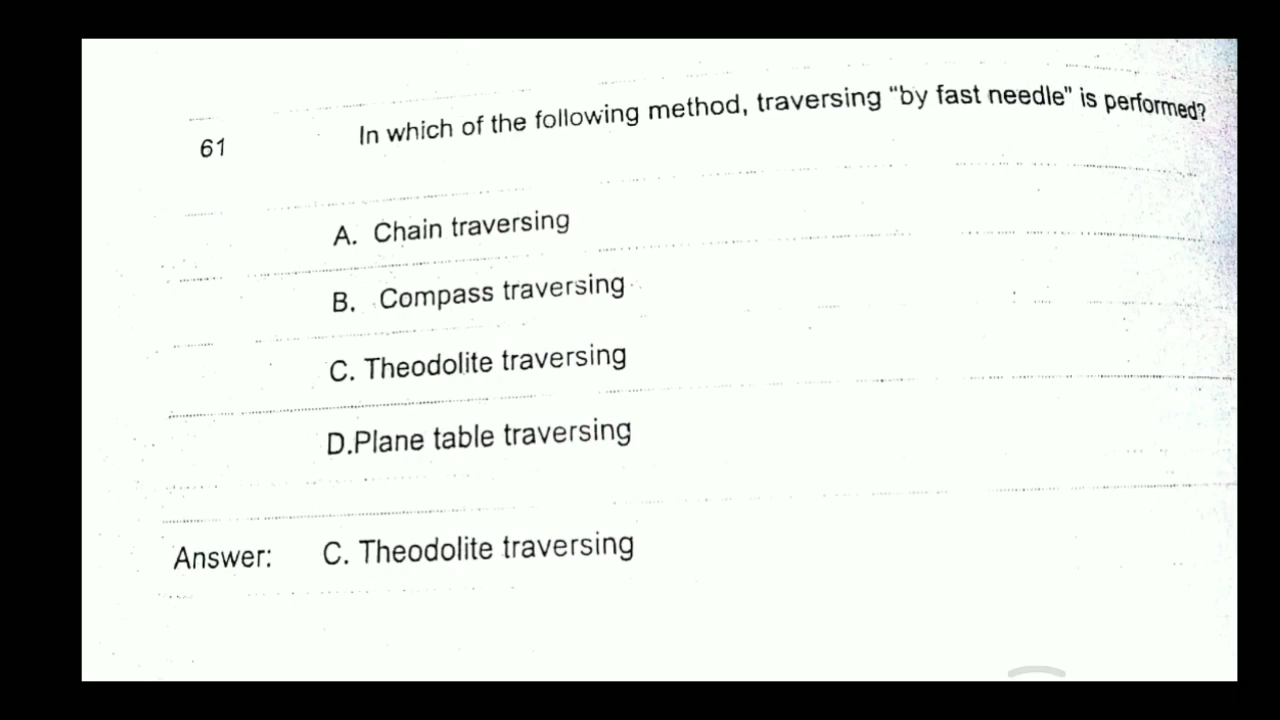 61 In which of the following method, traversing “by fast needle” is performed?
A. Chain traversing
B. Compass traversing
C. Theodolite traversing
D.Plane table traversing
Answer: C. Theodolite traversing